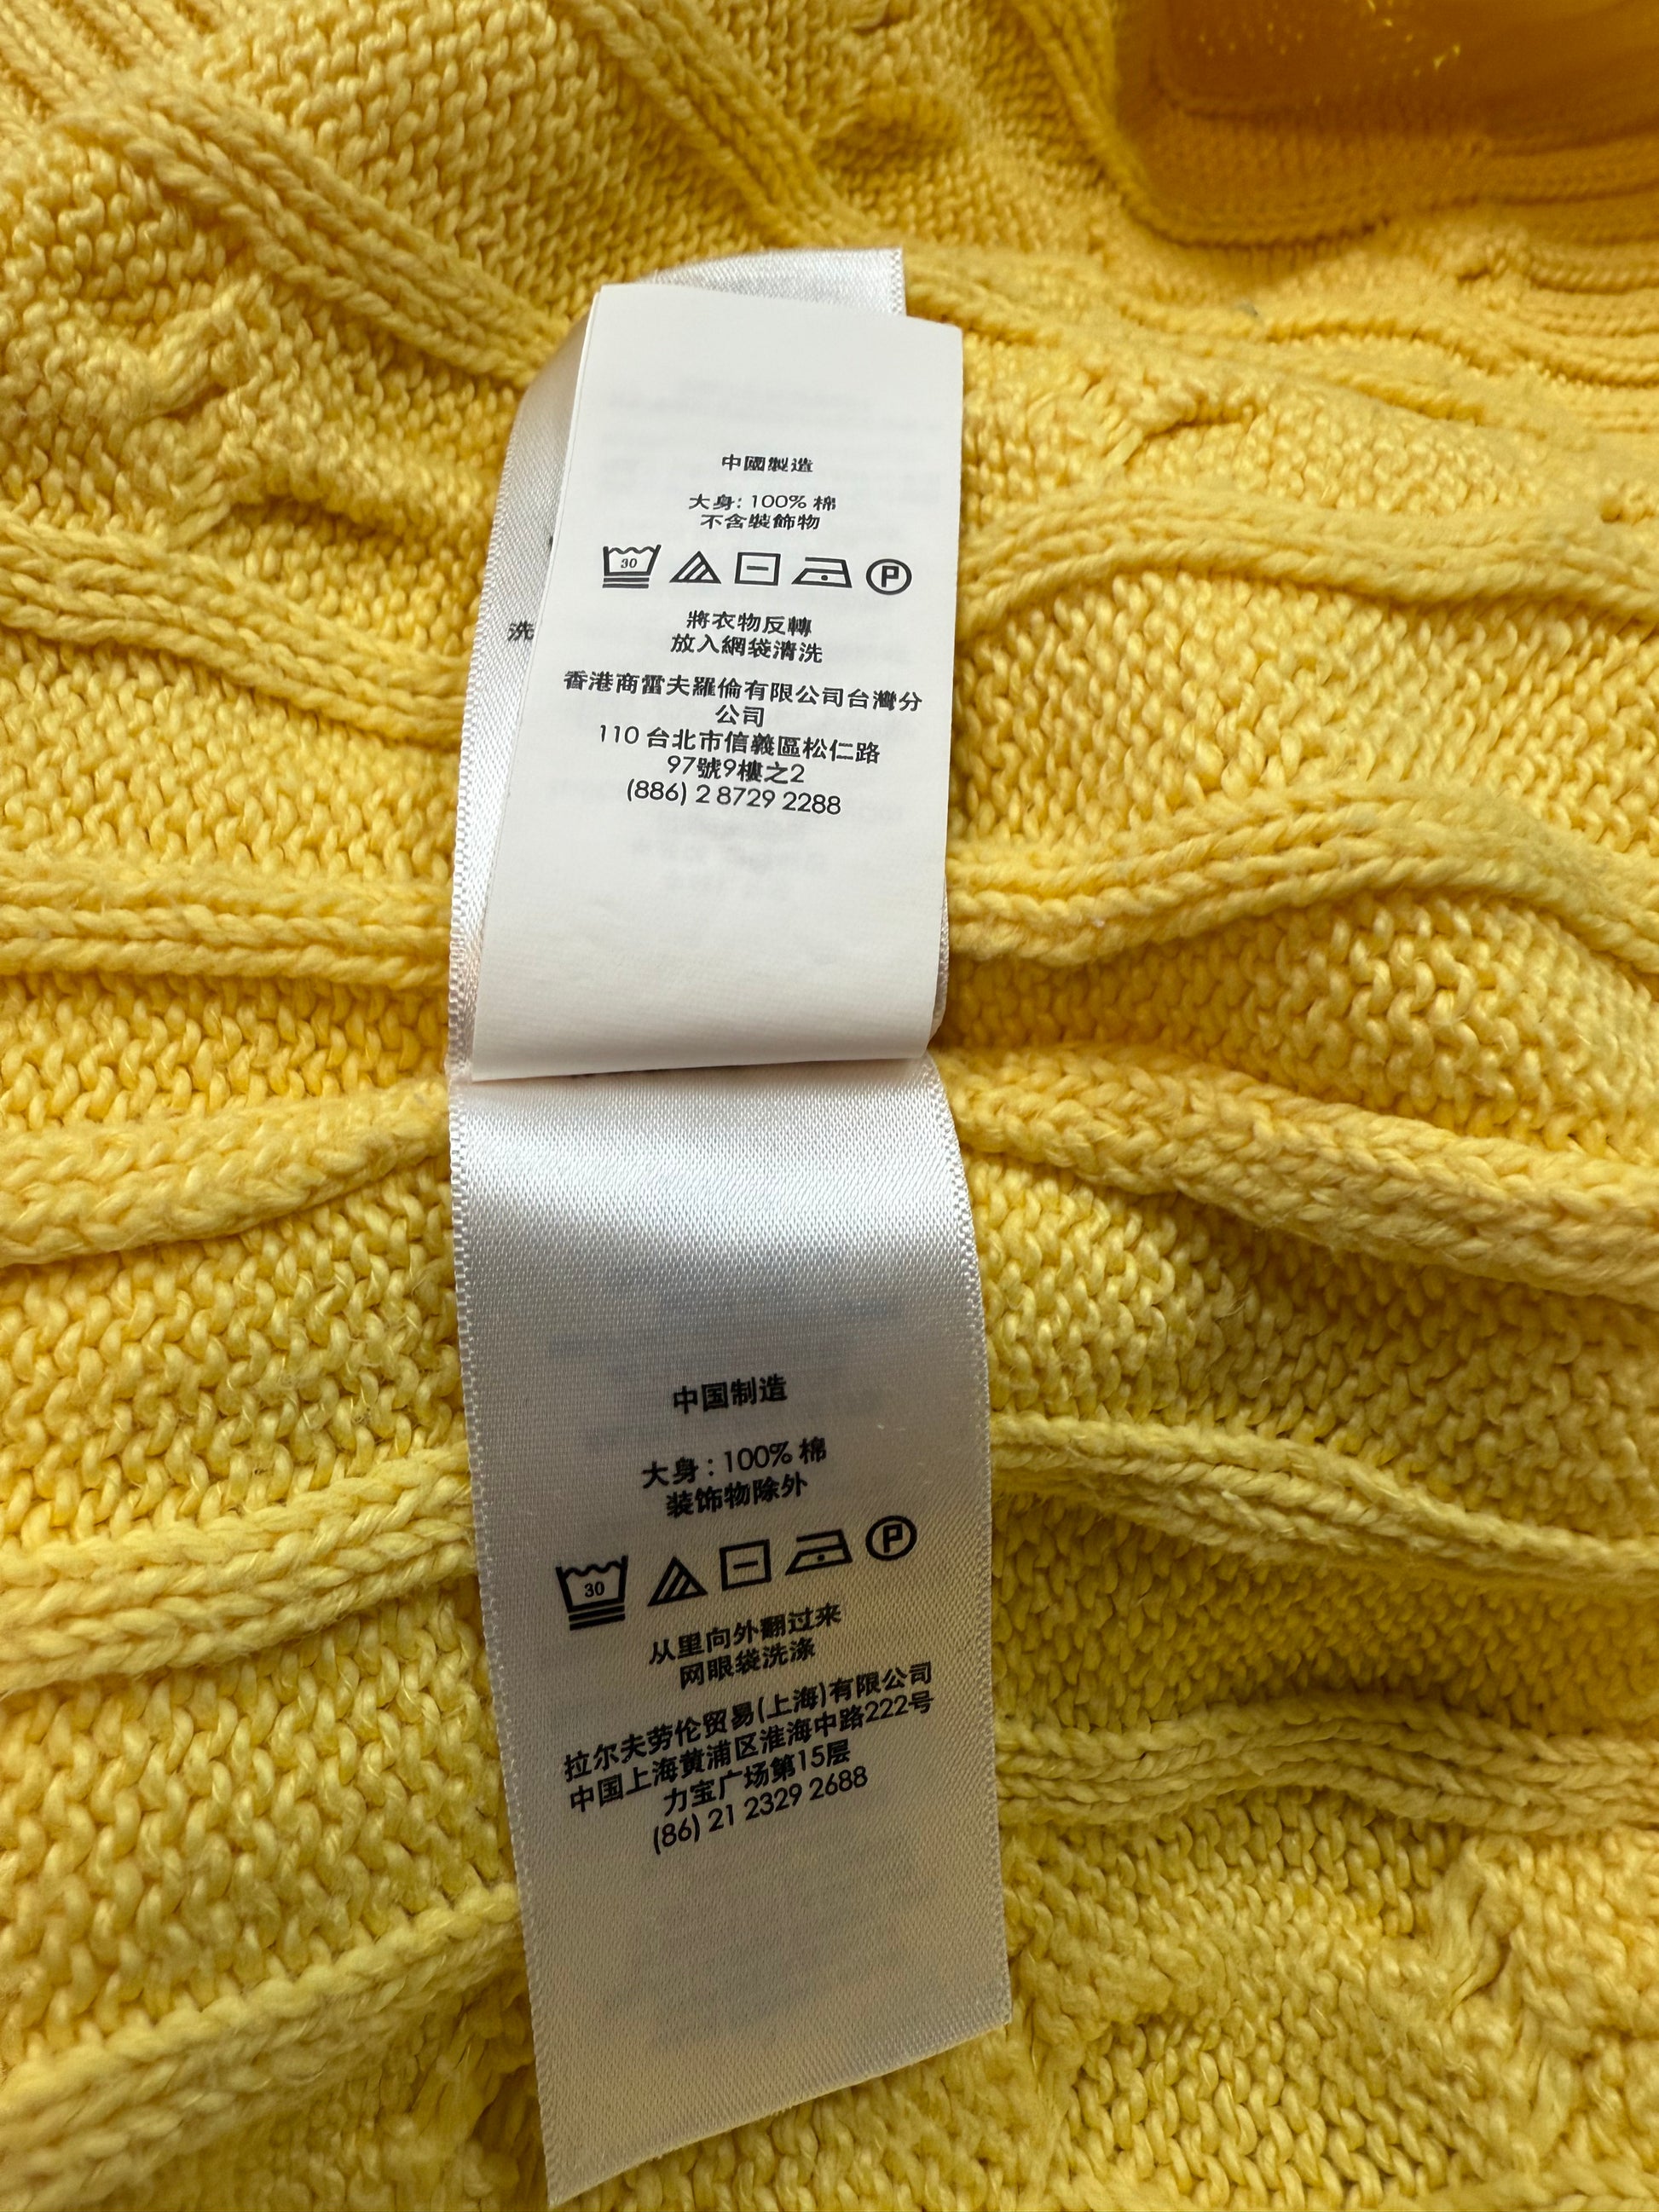 中國製造
大身: 100% 棉
不含裝飾物
30
P
將衣物反轉
放入網袋清洗
洗
香港商雷夫羅倫有限公司台灣分
公司
110 台北市信義區松仁路
97號9樓之2
(886) 2 8729 2288
中国制造
大身: 100% 棉
装饰物除外
30
P
从里向外翻过来
网眼袋洗涤
拉尔夫劳伦贸易(上海)有限公司
中国上海黄浦区淮海中路222号
力宝广场第15层
(86) 21 2329 2688